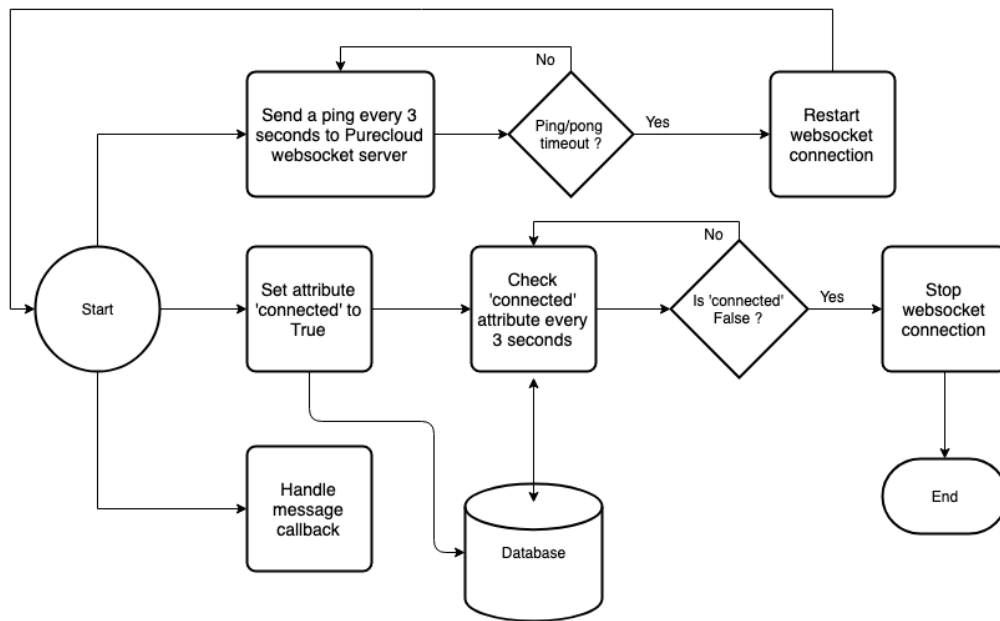 No
Send a ping every 3
seconds to Purecloud
websocket server
Ping/pong
timeout ?
Yes
Restart
websocket
connection
Start
Set attribute
'connected' to
True
Check
'connected'
attribute every
3 seconds
No
Is 'connected'
False ?
Yes
Stop
websocket
connection
Handle
message
callback
Database
End